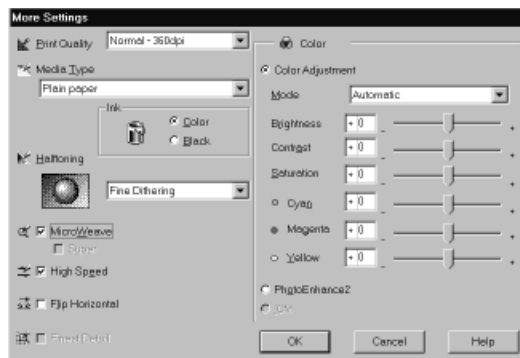 More Settings
Print Quality
Normal - 360dpi
Media Type
Plain paper
Ink
Color
Black
Halftoning
Fine Dithering
MicroWeave
Super
High Speed
Flip Horizontal
Finest Detail
Color
Color Adjustment
Mode
Automatic
Brightness + 0 - +
Contrast + 0 - +
Saturation + 0 - +
Cyan + 0 - +
Magenta + 0 - +
Yellow + 0 - +
PhotoEnhance2
OK
Cancel
Help